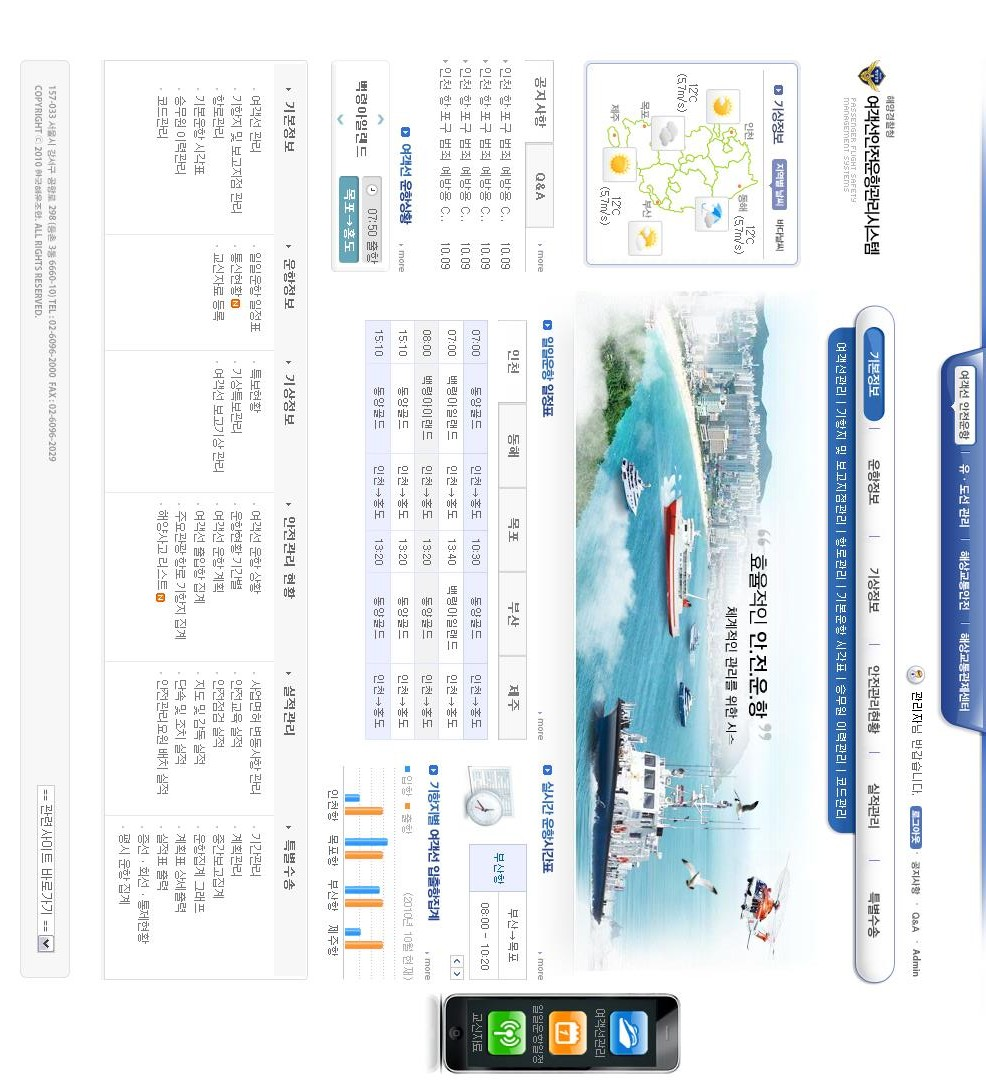 여객선 안전운항 | 유 · 도선 관리 | 해상교통안전 | 해상교통관제센터
관리자님 반갑습니다. 로그아웃 · 공지사항 · Q&A · Admin
해양경찰청
여객선안전운항관리시스템
PASSENGER FLIGHT SAFETY
MANAGEMENT SYSTEMS
기본정보 | 운항정보 | 기상정보 | 안전관리현황 | 실적관리 | 특별수송
여객선관리 | 기항지 및 보고지점관리 | 항로관리 | 기본운항 시각표 | 승무원 이력관리 | 코드관리
기상정보 지역별 날씨 바다날씨
인천
12℃
(5.7m/s)
동해
12℃
(5.7m/s)
목포
제주
부산
12℃
(5.7m/s)
“효율적인 안.전.운.항”
체계적인 관리를 위한 시스
여객선관리
일일운항일정
교신자료
공지사항 Q&A more
인천 항·포구 범죄 예방용 C.. 10.09
인천 항·포구 범죄 예방용 C.. 10.09
인천 항·포구 범죄 예방용 C.. 10.09
인천 항·포구 범죄 예방용 C.. 10.09
여객선 운항상황 more
백령아일랜드
07:50 출항
목포→홍도
일일운항 일정표 more
인천 동해 목포 부산 제주
07:00 동양골드 인천→홍도 10:30 동양골드 인천→홍도
07:00 백령아일랜드 인천→홍도 13:40 백령아일랜드 인천→홍도
08:00 백령아이랜드 인천→홍도 13:20 동양골드 인천→홍도
15:10 동양골드 인천→홍도 13:20 동양골드 인천→홍도
15:10 동양골드 인천→홍도 13:20 동양골드 인천→홍도
실시간 운항시간표 more
부산항 부산→목포
08:00 - 10:20
기항지별 여객선 입출항집계 more
입항 출항 (2010년 10월 현재)
인천항 목포항 부산항 제주항
기본정보
여객선 관리
기항지 및 보고지점 관리
항로관리
기본운항 시각표
승무원 이력관리
코드관리
운항정보
일일운항 일정표
통신현황 N
교신자료 등록
기상정보
특보현황
기상특보관리
여객선 보고기상 관리
안전관리 현황
여객선 운항 상황
운항현황 기간별
여객선 운항 계획
여객선 출입항 집계
주요관광 항로 기항지 집계
해양사고 리스트 N
실적관리
사업면허 변동사항 관리
안전교육 실적
안전점검 실적
지도 및 감독 실적
단속 및 조치 실적
안전관리요원 배치 실적
특별수송
기간관리
계획관리
중간보고집계
운항집계 그래프
계획표 상세출력
실적표 출력
증선 · 회선 · 통제현황
평시 운항 집계
157-033 서울시 강서구 공항로 298 (등촌 3동 6660-10) TEL : 02-6096-2000 FAX : 02-6096-2029
COPYRIGHT ⓒ 2010 한국해운조합. ALL RIGHTS RESERVED.
== 관련 사이트 바로가기 ==